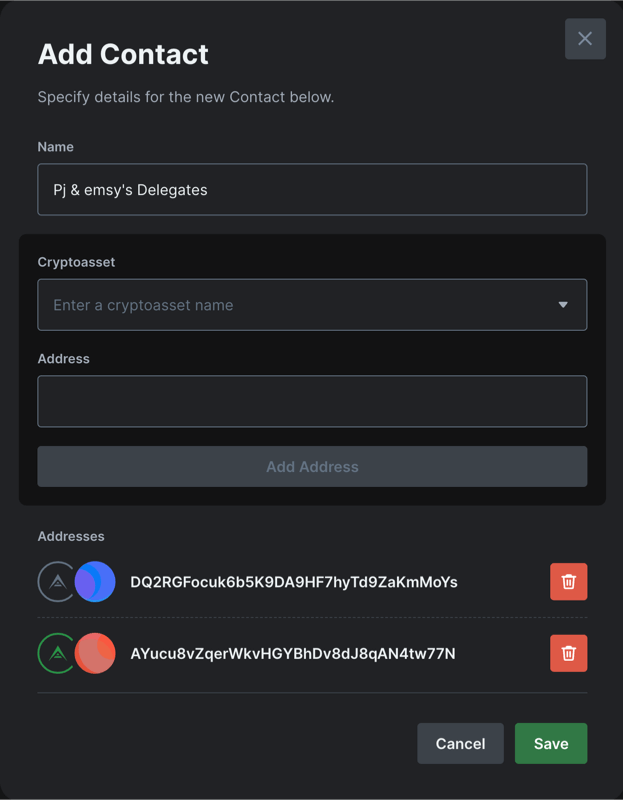 Add Contact
Specify details for the new Contact below.
Name
Pj & emsy's Delegates
Cryptoasset
Enter a cryptoasset name
Address
Add Address
Addresses
DQ2RGFocuk6b5K9DA9HF7hyTd9ZaKmMoYs
AYucu8vZqerWkvHGYBhDv8dJ8qAN4tw77N
Cancel
Save